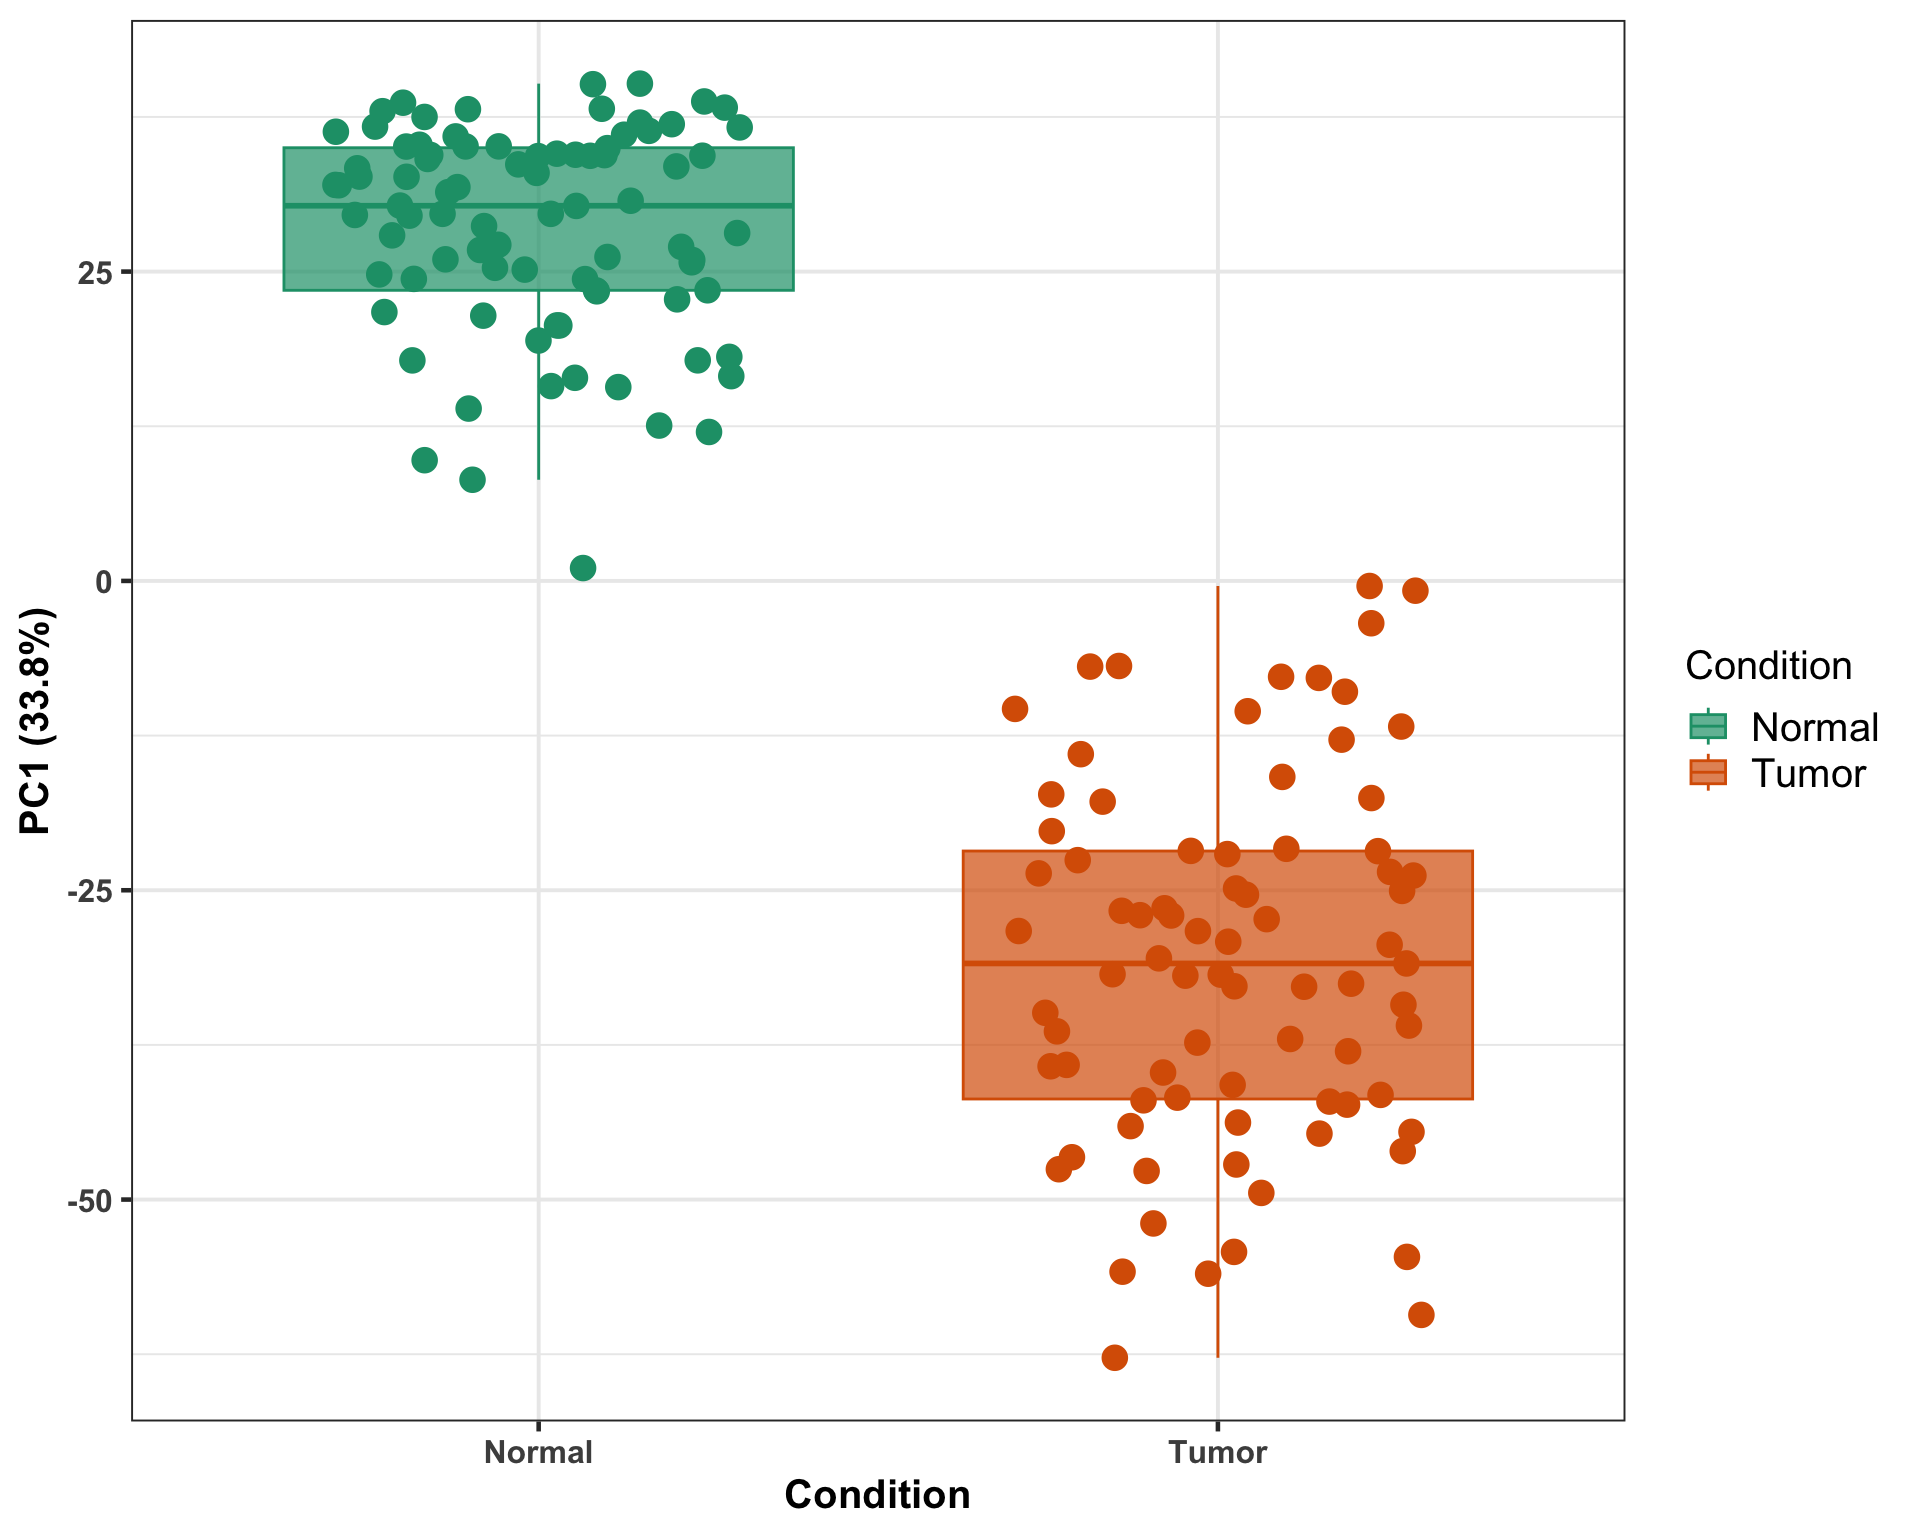 PC1 (33.8%)
25
0
-25
-50
Normal
Tumor
Condition
Condition
Normal
Tumor